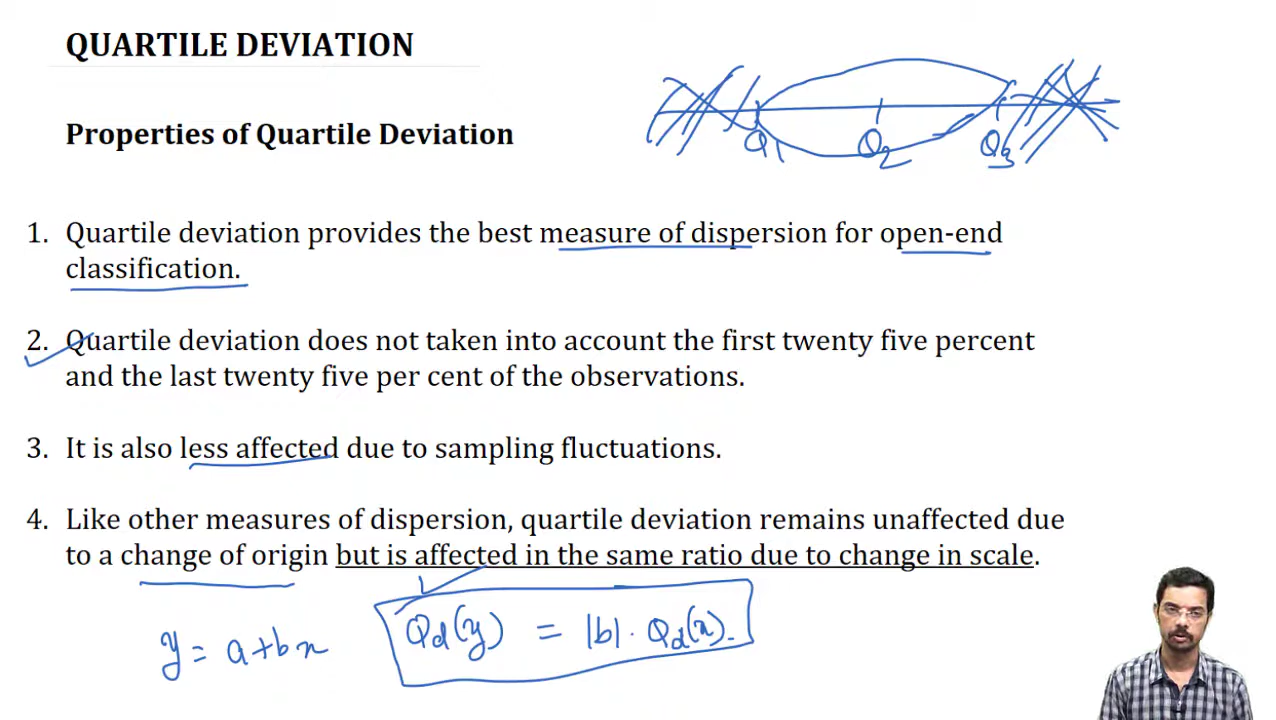 QUARTILE DEVIATION
Properties of Quartile Deviation
Q1 Q2 Q3
1. Quartile deviation provides the best measure of dispersion for open-end
classification.
2. Quartile deviation does not taken into account the first twenty five percent
and the last twenty five per cent of the observations.
3. It is also less affected due to sampling fluctuations.
4. Like other measures of dispersion, quartile deviation remains unaffected due
to a change of origin but is affected in the same ratio due to change in scale.
y = a+bx Qd(y) = |b| · Qd(x).